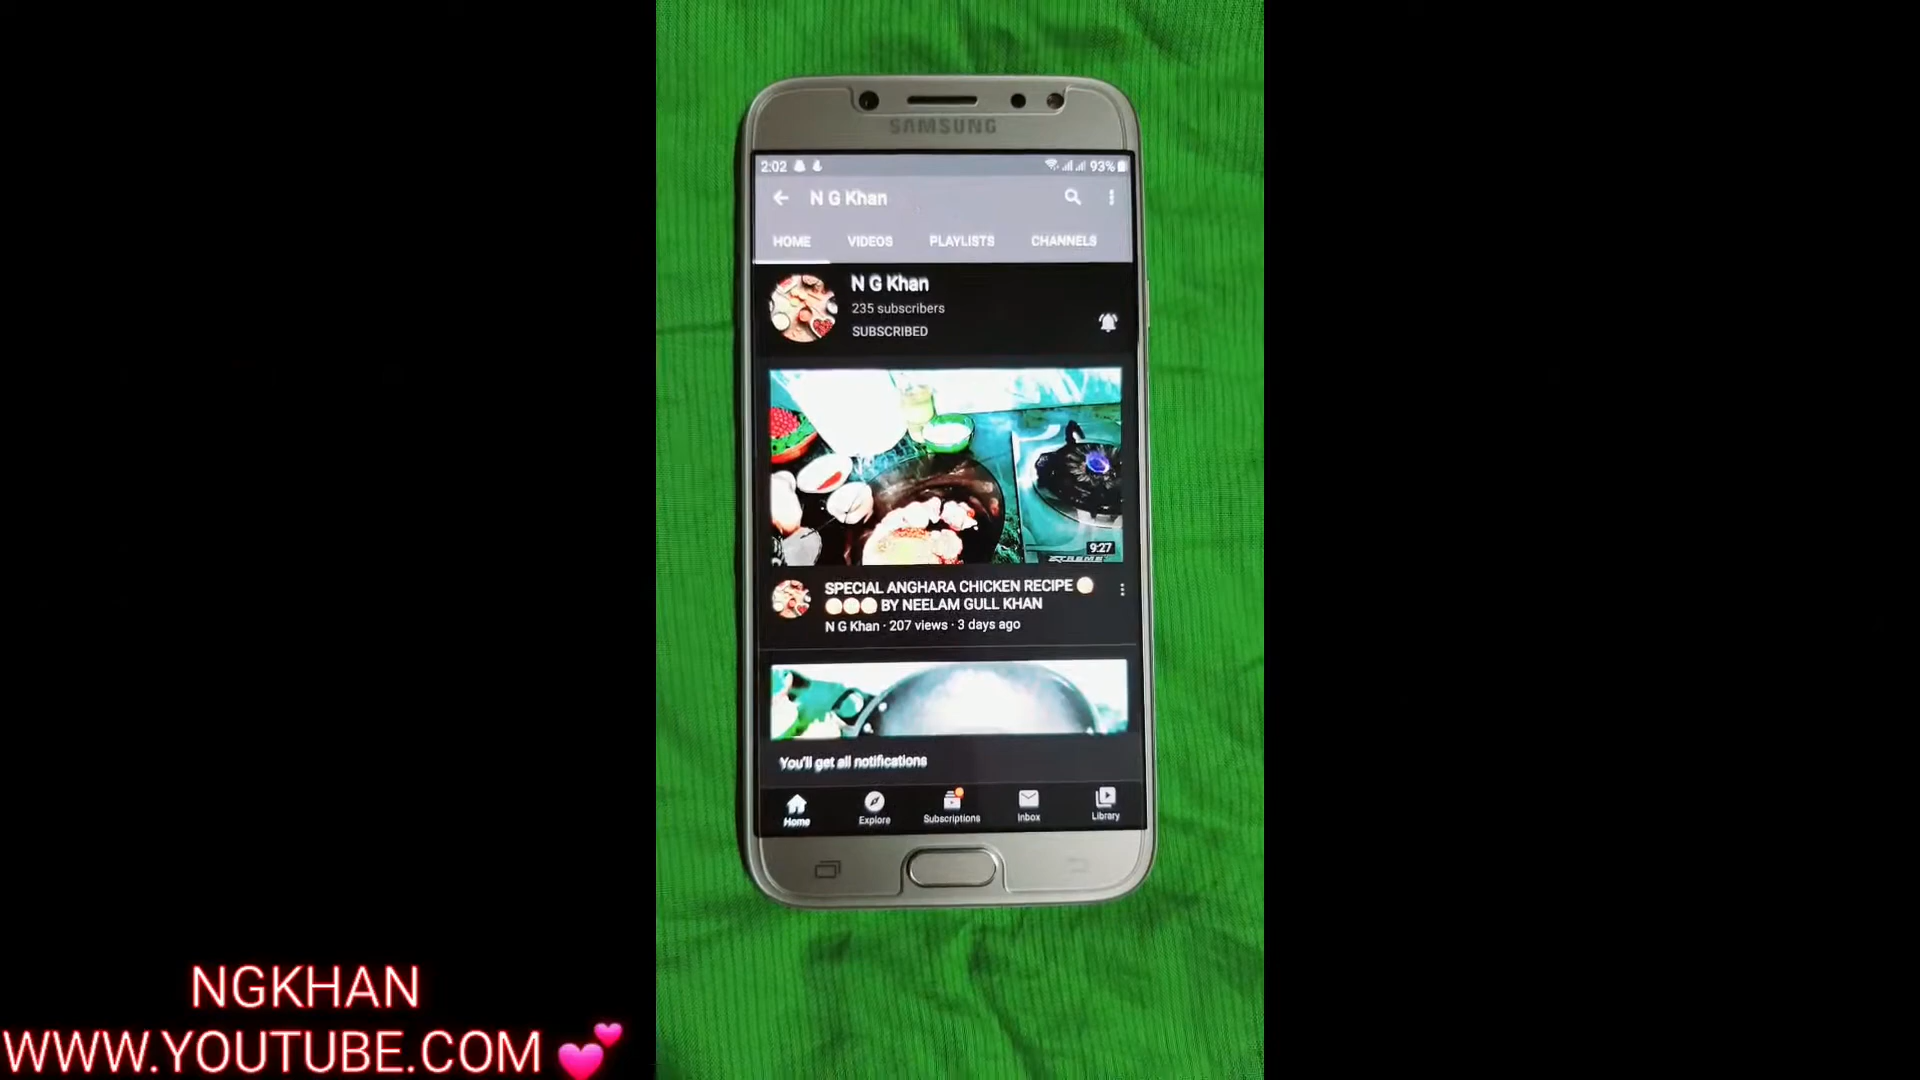 SAMSUNG
2:02 93%
N G Khan
HOME VIDEOS PLAYLISTS CHANNELS
N G Khan
235 subscribers
SUBSCRIBED
9:27
SPECIAL ANGHARA CHICKEN RECIPE
BY NEELAM GULL KHAN
N G Khan · 207 views · 3 days ago
You'll get all notifications
Home Explore Subscriptions Inbox Library
NGKHAN
WWW.YOUTUBE.COM 💕